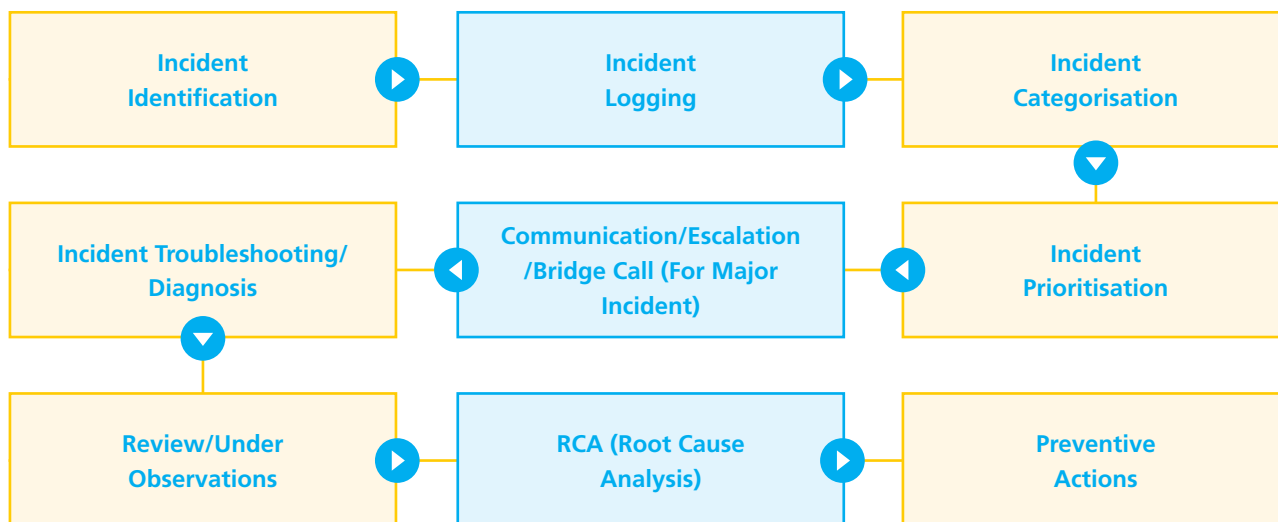 Incident
Identification
Incident
Logging
Incident
Categorisation
Incident Troubleshooting/
Diagnosis
Communication/Escalation
/Bridge Call (For Major
Incident)
Incident
Prioritisation
Review/Under
Observations
RCA (Root Cause
Analysis)
Preventive
Actions